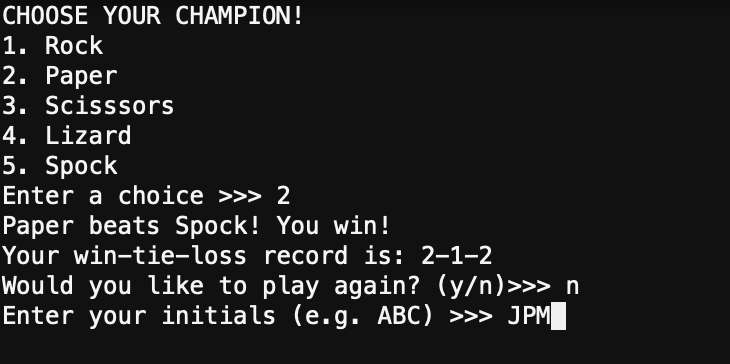 CHOOSE YOUR CHAMPION!
1. Rock
2. Paper
3. Scisssors
4. Lizard
5. Spock
Enter a choice >>> 2
Paper beats Spock! You win!
Your win-tie-loss record is: 2-1-2
Would you like to play again? (y/n)>>> n
Enter your initials (e.g. ABC) >>> JPM